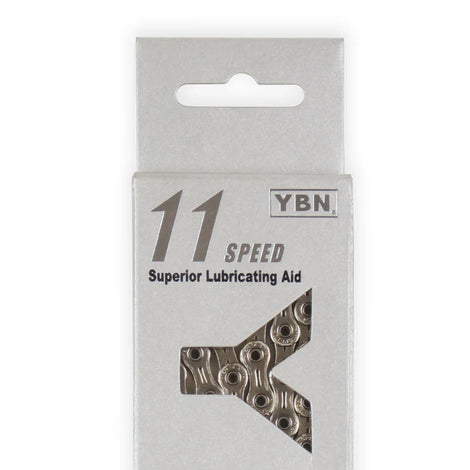 11 SPEED YBN
Superior Lubricating Aid